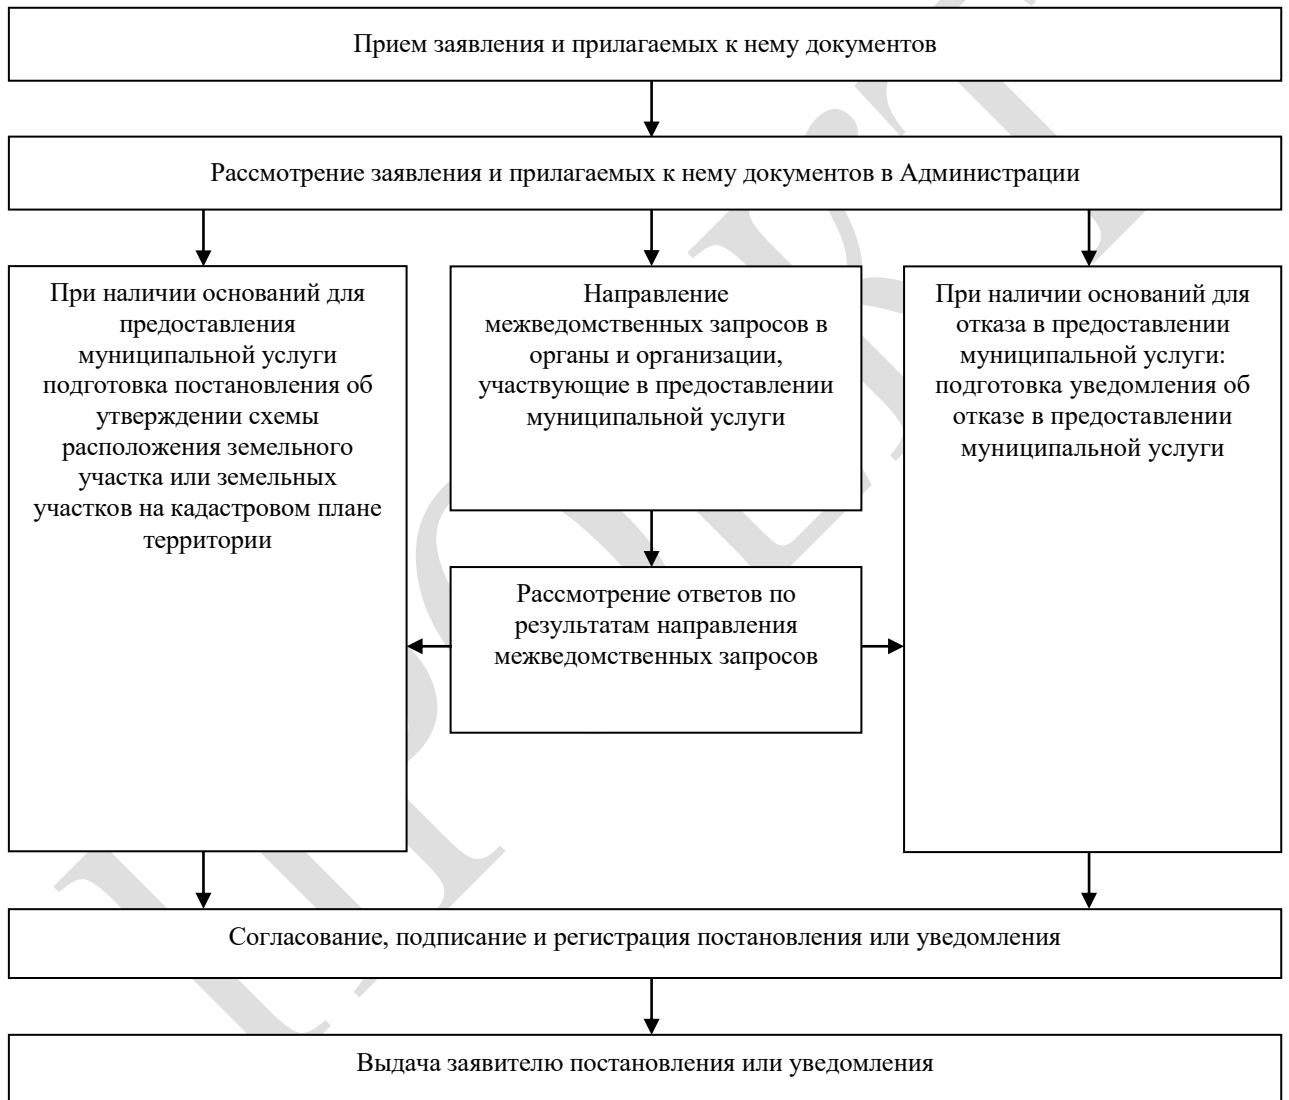 Прием заявления и прилагаемых к нему документов
Рассмотрение заявления и прилагаемых к нему документов в Администрации
При наличии оснований для
предоставления
муниципальной услуги
подготовка постановления об
утверждении схемы
расположения земельного
участка или земельных
участков на кадастровом плане
территории
Направление
межведомственных запросов в
органы и организации,
участвующие в предоставлении
муниципальной услуги
При наличии оснований для
отказа в предоставлении
муниципальной услуги:
подготовка уведомления об
отказе в предоставлении
муниципальной услуги
Рассмотрение ответов по
результатам направления
межведомственных запросов
Согласование, подписание и регистрация постановления или уведомления
Выдача заявителю постановления или уведомления